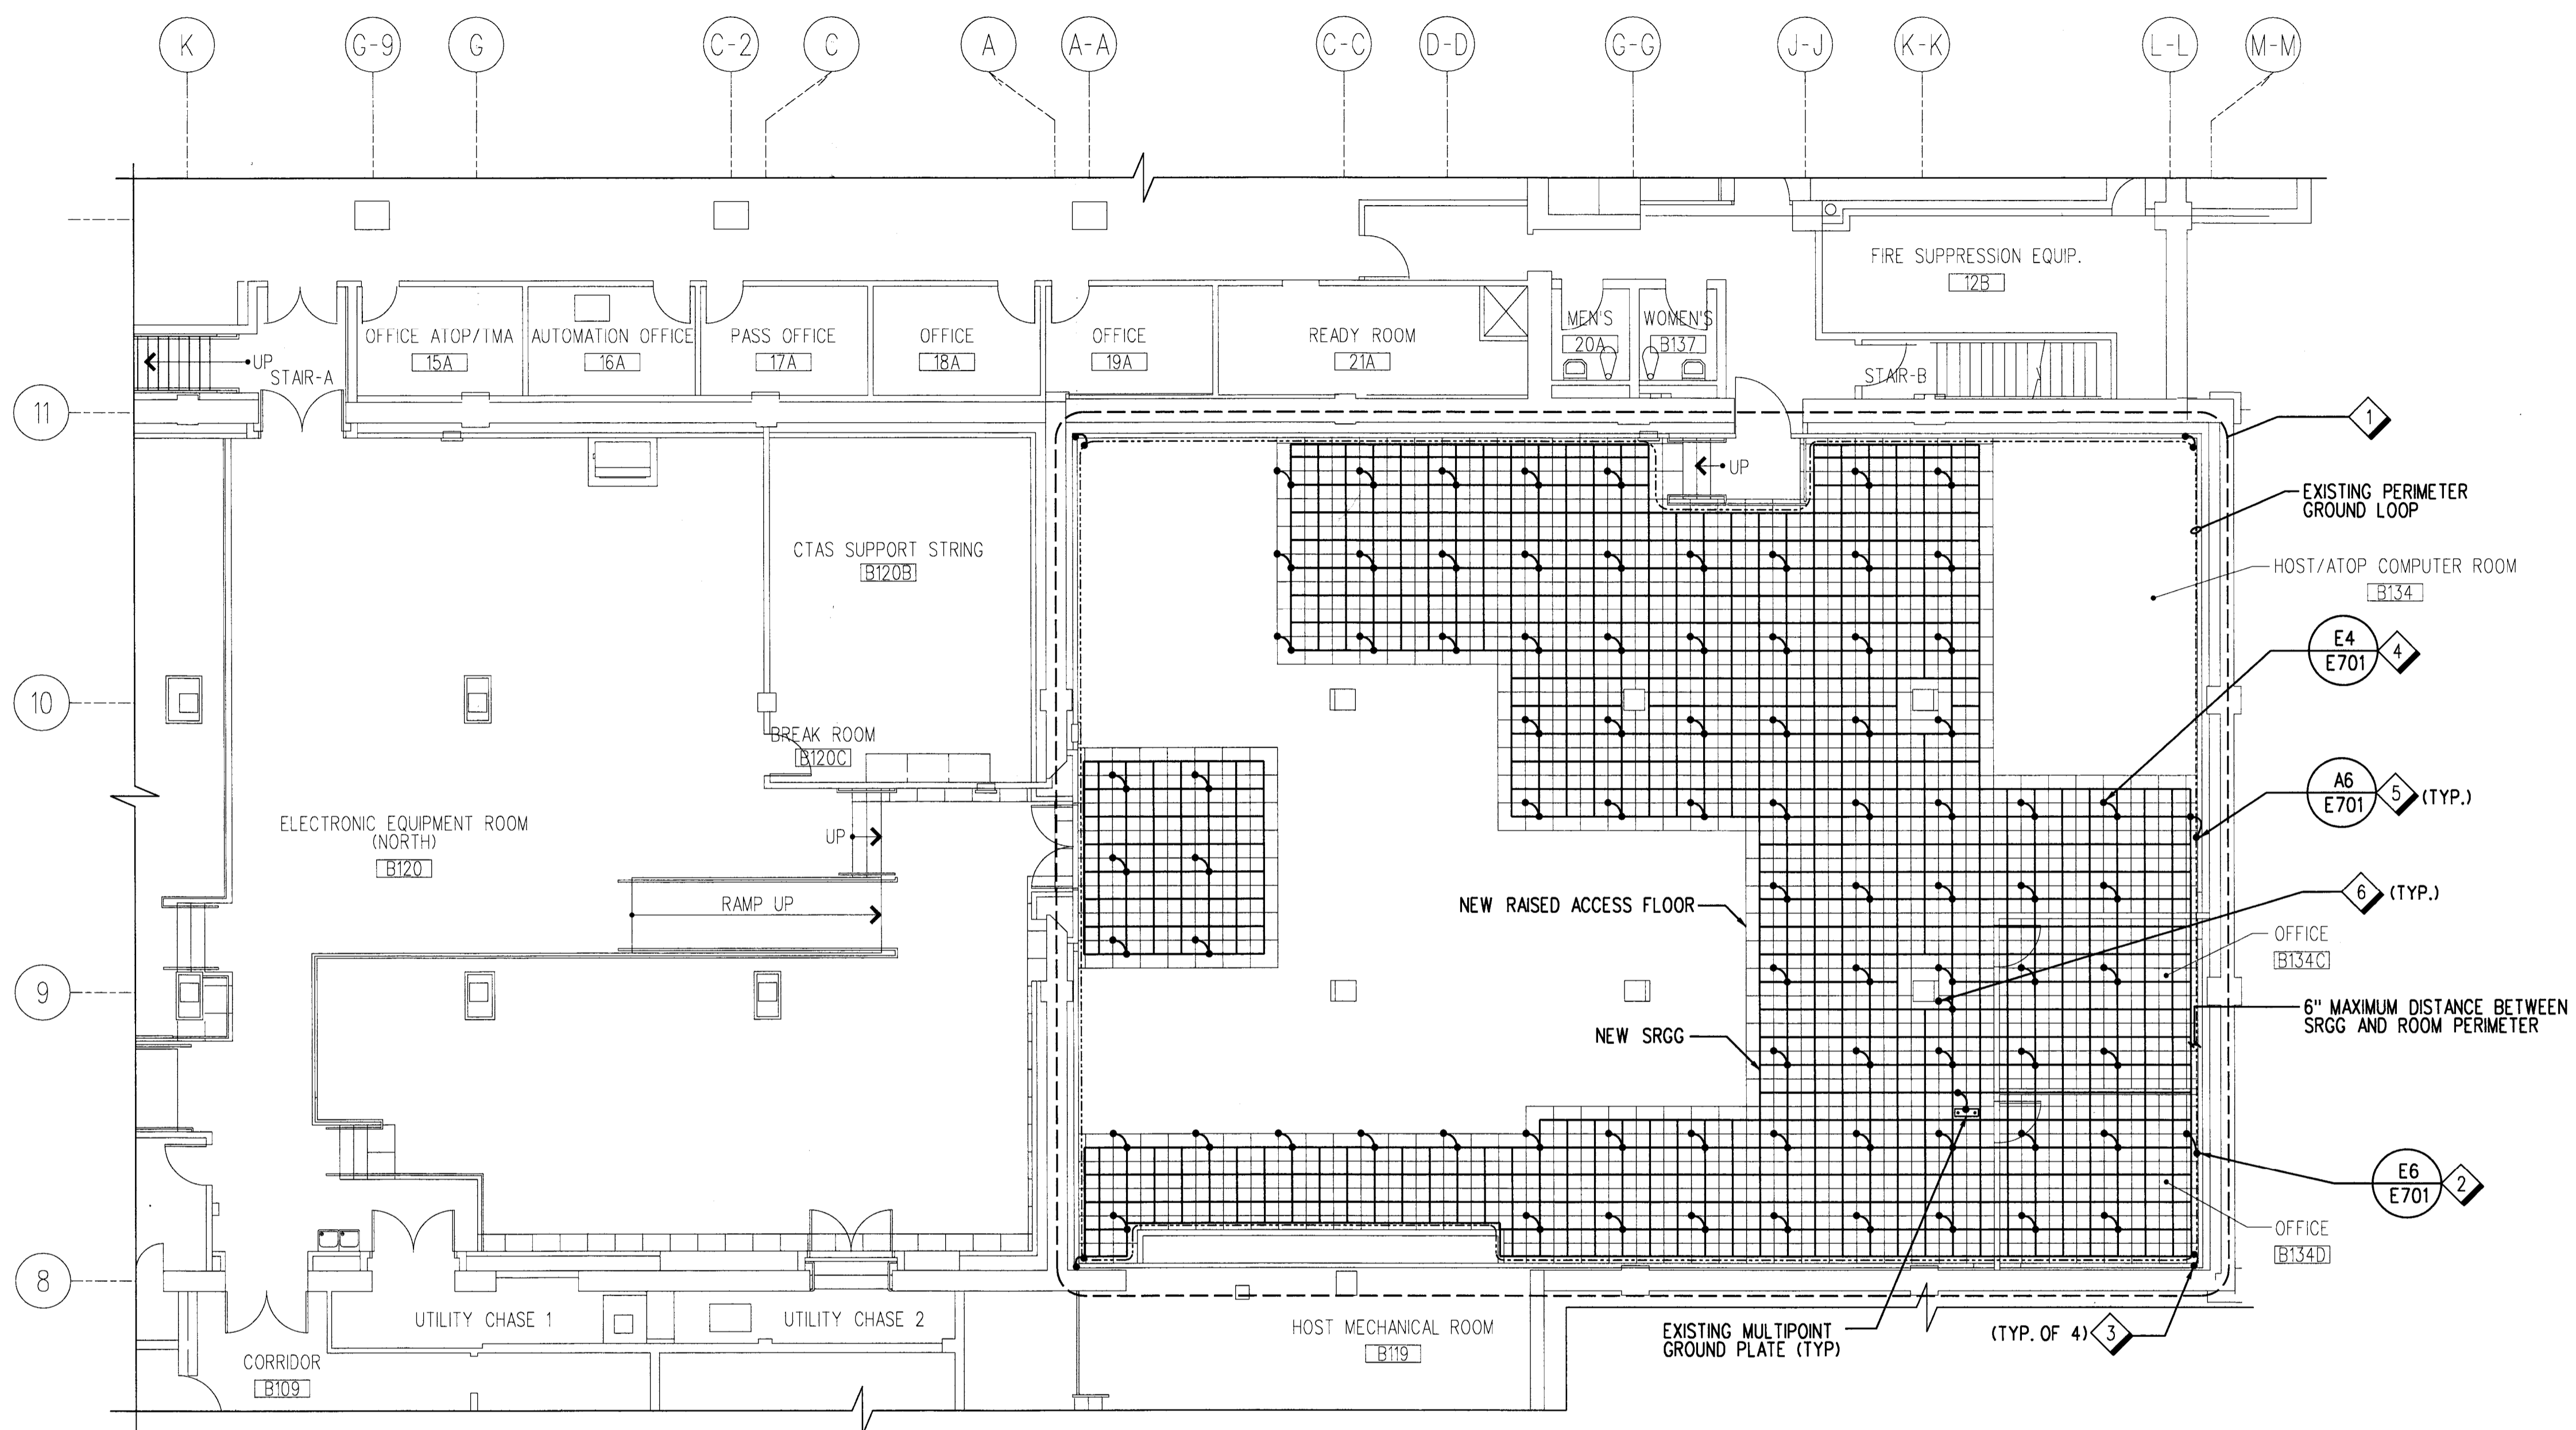 K
G-9
G
C-2
C
A
A-A
C-C
D-D
G-G
J-J
K-K
L-L
M-M
FIRE SUPPRESSION EQUIP.
12B
OFFICE ATOP/TMA
15A
AUTOMATION OFFICE
16A
PASS OFFICE
17A
OFFICE
18A
OFFICE
19A
READY ROOM
21A
MEN'S
20A
WOMEN'S
B137
UP
STAIR-A
STAIR-B
11
1
UP
EXISTING PERIMETER
GROUND LOOP
CTAS SUPPORT STRING
B120B
HOST/ATOP COMPUTER ROOM
B134
E4
E701
4
10
BREAK ROOM
B120C
A6
E701
5
(TYP.)
ELECTRONIC EQUIPMENT ROOM
(NORTH)
B120
UP
RAMP UP
NEW RAISED ACCESS FLOOR
6
(TYP.)
OFFICE
B134C
9
6" MAXIMUM DISTANCE BETWEEN
SRGG AND ROOM PERIMETER
NEW SRGG
E6
E701
2
OFFICE
B134D
8
UTILITY CHASE 1
UTILITY CHASE 2
HOST MECHANICAL ROOM
B119
EXISTING MULTIPOINT
GROUND PLATE (TYP)
(TYP. OF 4)
3
CORRIDOR
B109